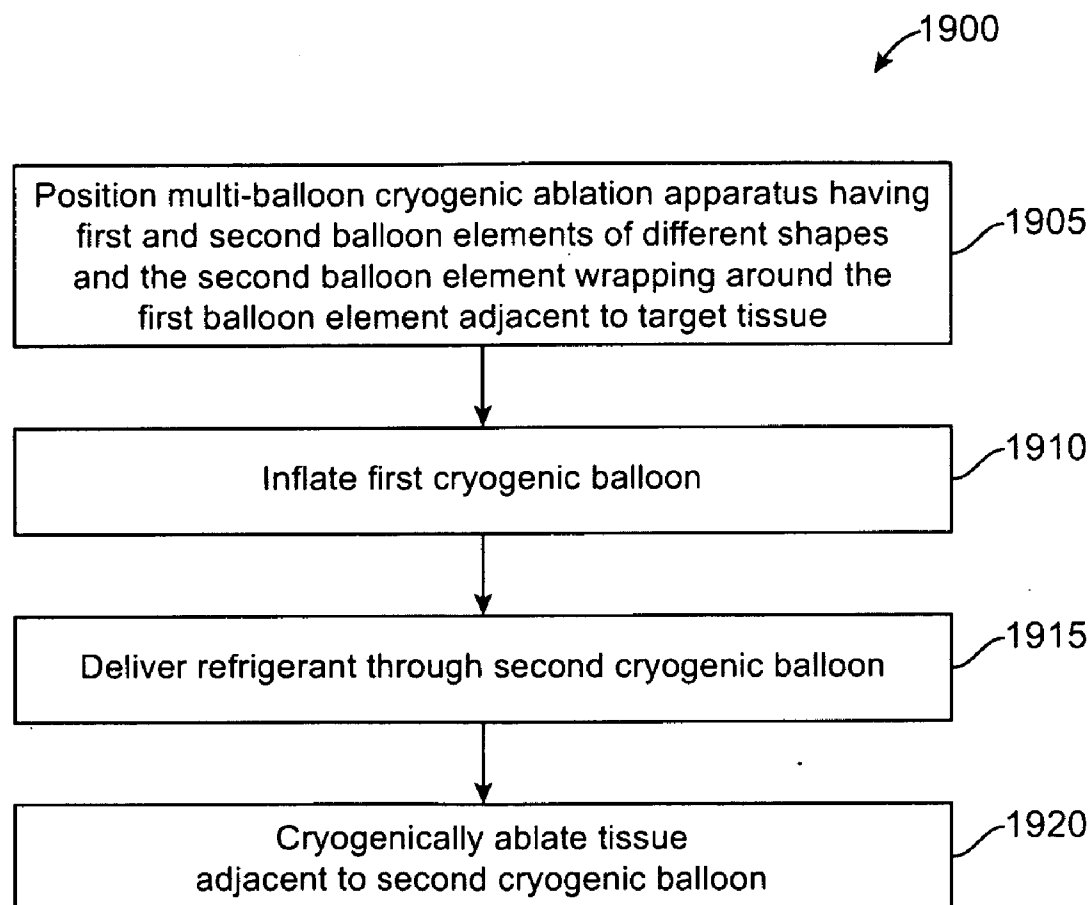 1900
Position multi-balloon cryogenic ablation apparatus having
first and second balloon elements of different shapes
and the second balloon element wrapping around the
first balloon element adjacent to target tissue
1905
Inflate first cryogenic balloon
1910
Deliver refrigerant through second cryogenic balloon
1915
Cryogenically ablate tissue
adjacent to second cryogenic balloon
1920